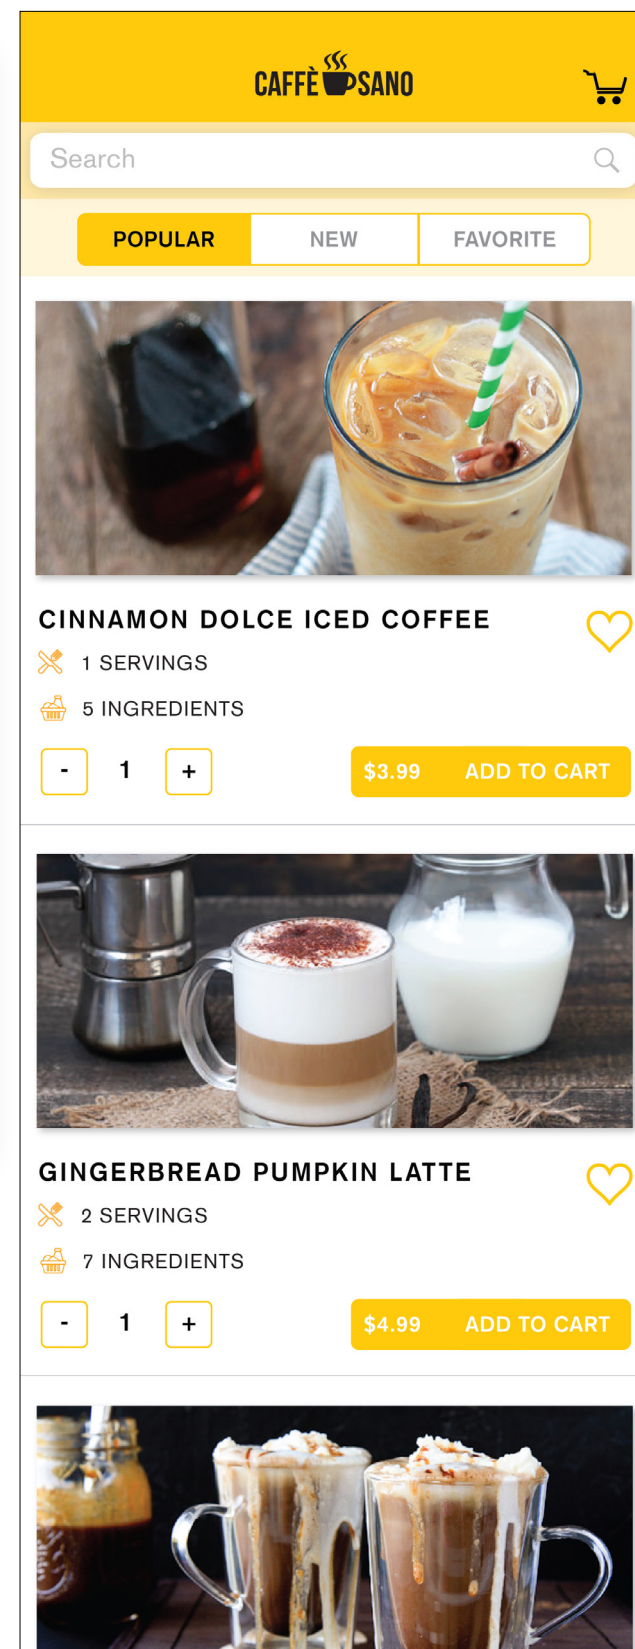 CAFFÈ SANO
Search
POPULAR NEW FAVORITE
CINNAMON DOLCE ICED COFFEE
1 SERVINGS
5 INGREDIENTS
- 1 + $3.99 ADD TO CART
GINGERBREAD PUMPKIN LATTE
2 SERVINGS
7 INGREDIENTS
- 1 + $4.99 ADD TO CART